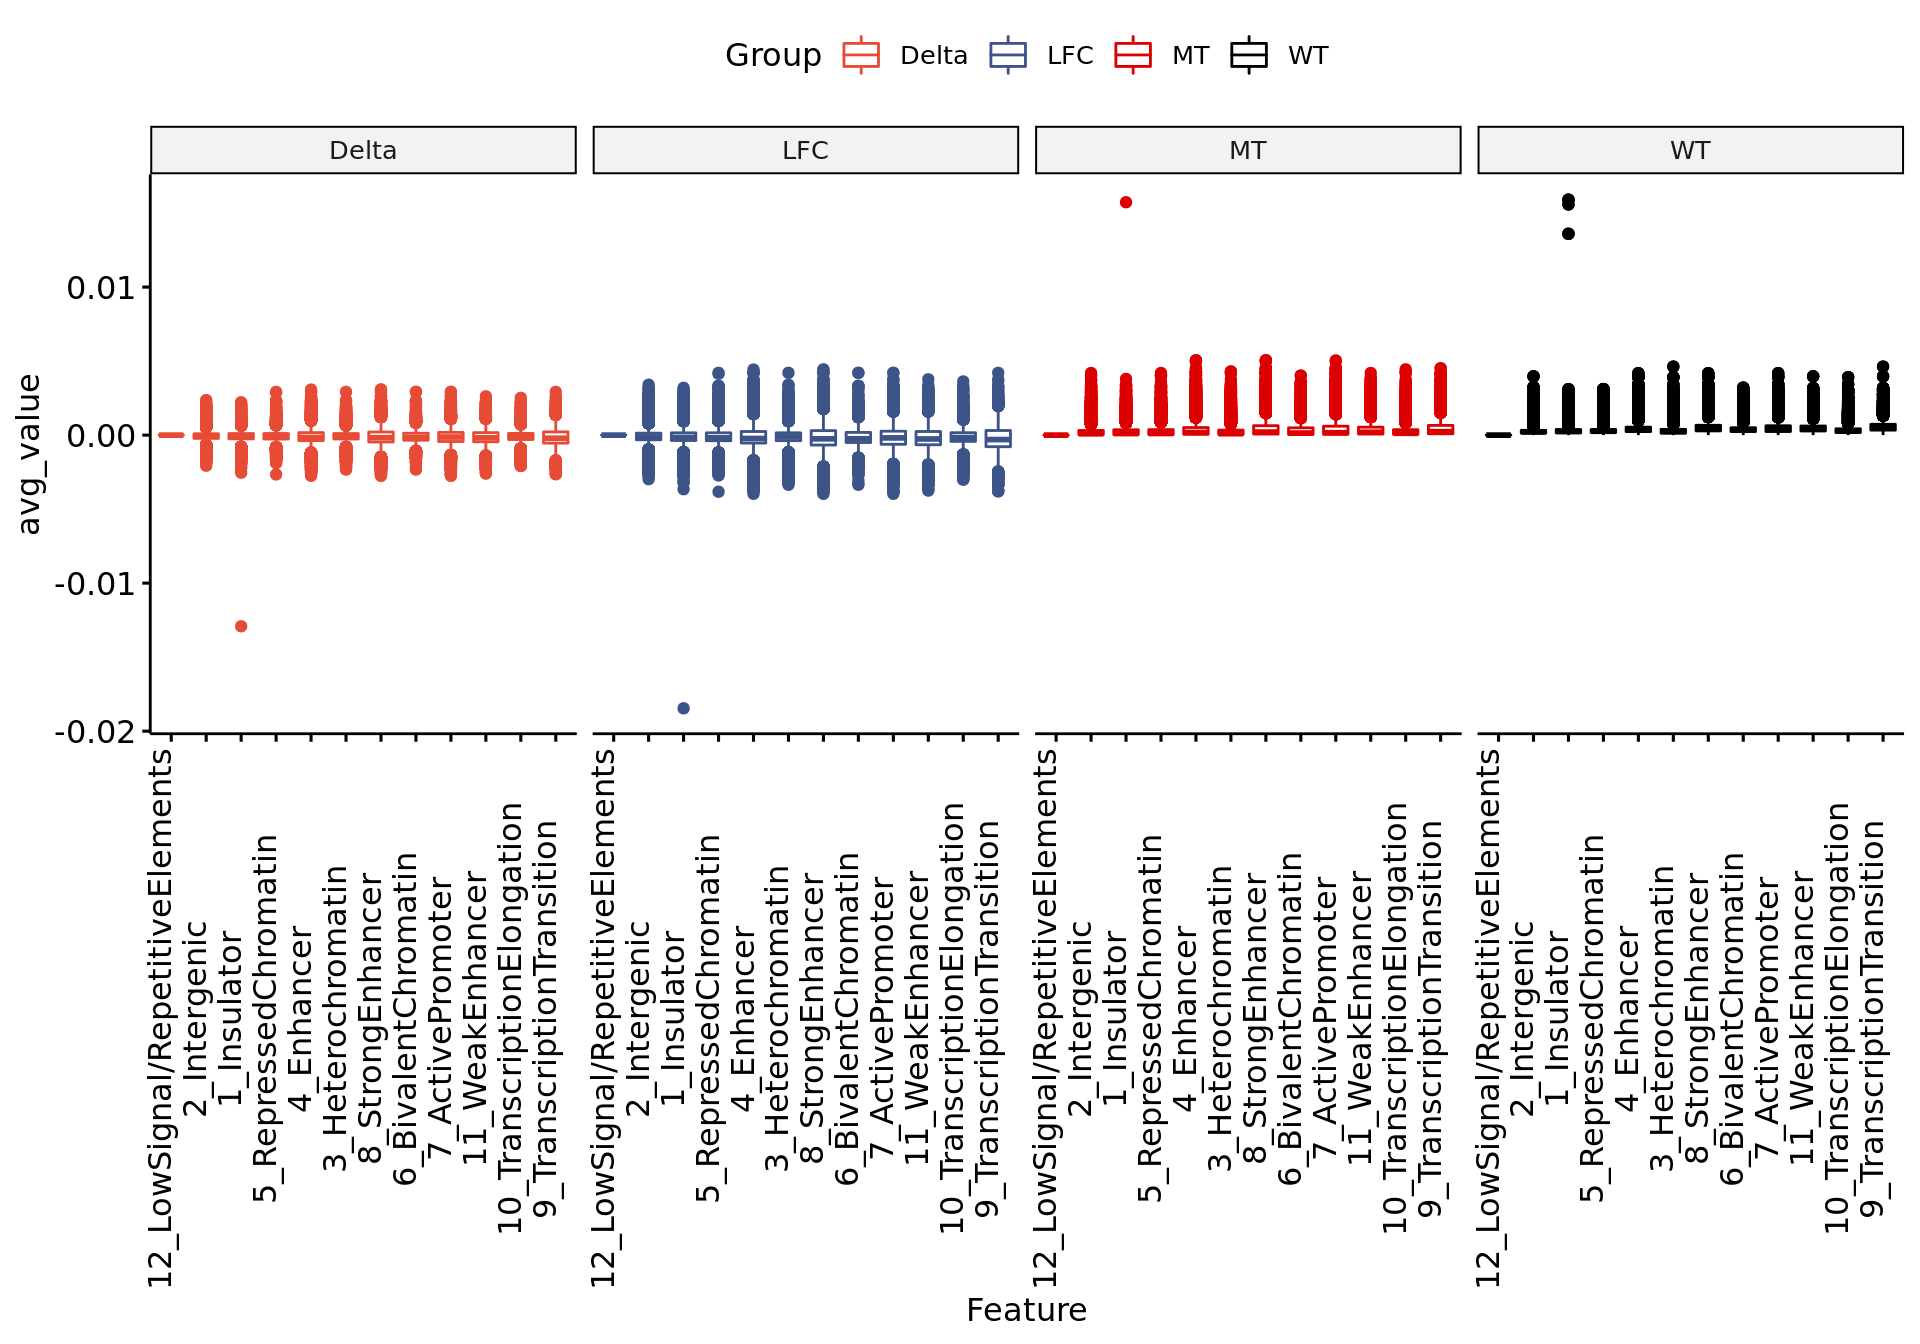 Group Delta LFC MT WT
Delta LFC MT WT
avg_value
0.01
0.00
-0.01
-0.02
12_LowSignal/RepetitiveElements
2_Intergenic
1_Insulator
5_RepressedChromatin
4_Enhancer
3_Heterochromatin
8_StrongEnhancer
6_BivalentChromatin
7_ActivePromoter
11_WeakEnhancer
10_TranscriptionElongation
9_TranscriptionTransition
12_LowSignal/RepetitiveElements
2_Intergenic
1_Insulator
5_RepressedChromatin
4_Enhancer
3_Heterochromatin
8_StrongEnhancer
6_BivalentChromatin
7_ActivePromoter
11_WeakEnhancer
10_TranscriptionElongation
9_TranscriptionTransition
12_LowSignal/RepetitiveElements
2_Intergenic
1_Insulator
5_RepressedChromatin
4_Enhancer
3_Heterochromatin
8_StrongEnhancer
6_BivalentChromatin
7_ActivePromoter
11_WeakEnhancer
10_TranscriptionElongation
9_TranscriptionTransition
12_LowSignal/RepetitiveElements
2_Intergenic
1_Insulator
5_RepressedChromatin
4_Enhancer
3_Heterochromatin
8_StrongEnhancer
6_BivalentChromatin
7_ActivePromoter
11_WeakEnhancer
10_TranscriptionElongation
9_TranscriptionTransition
Feature